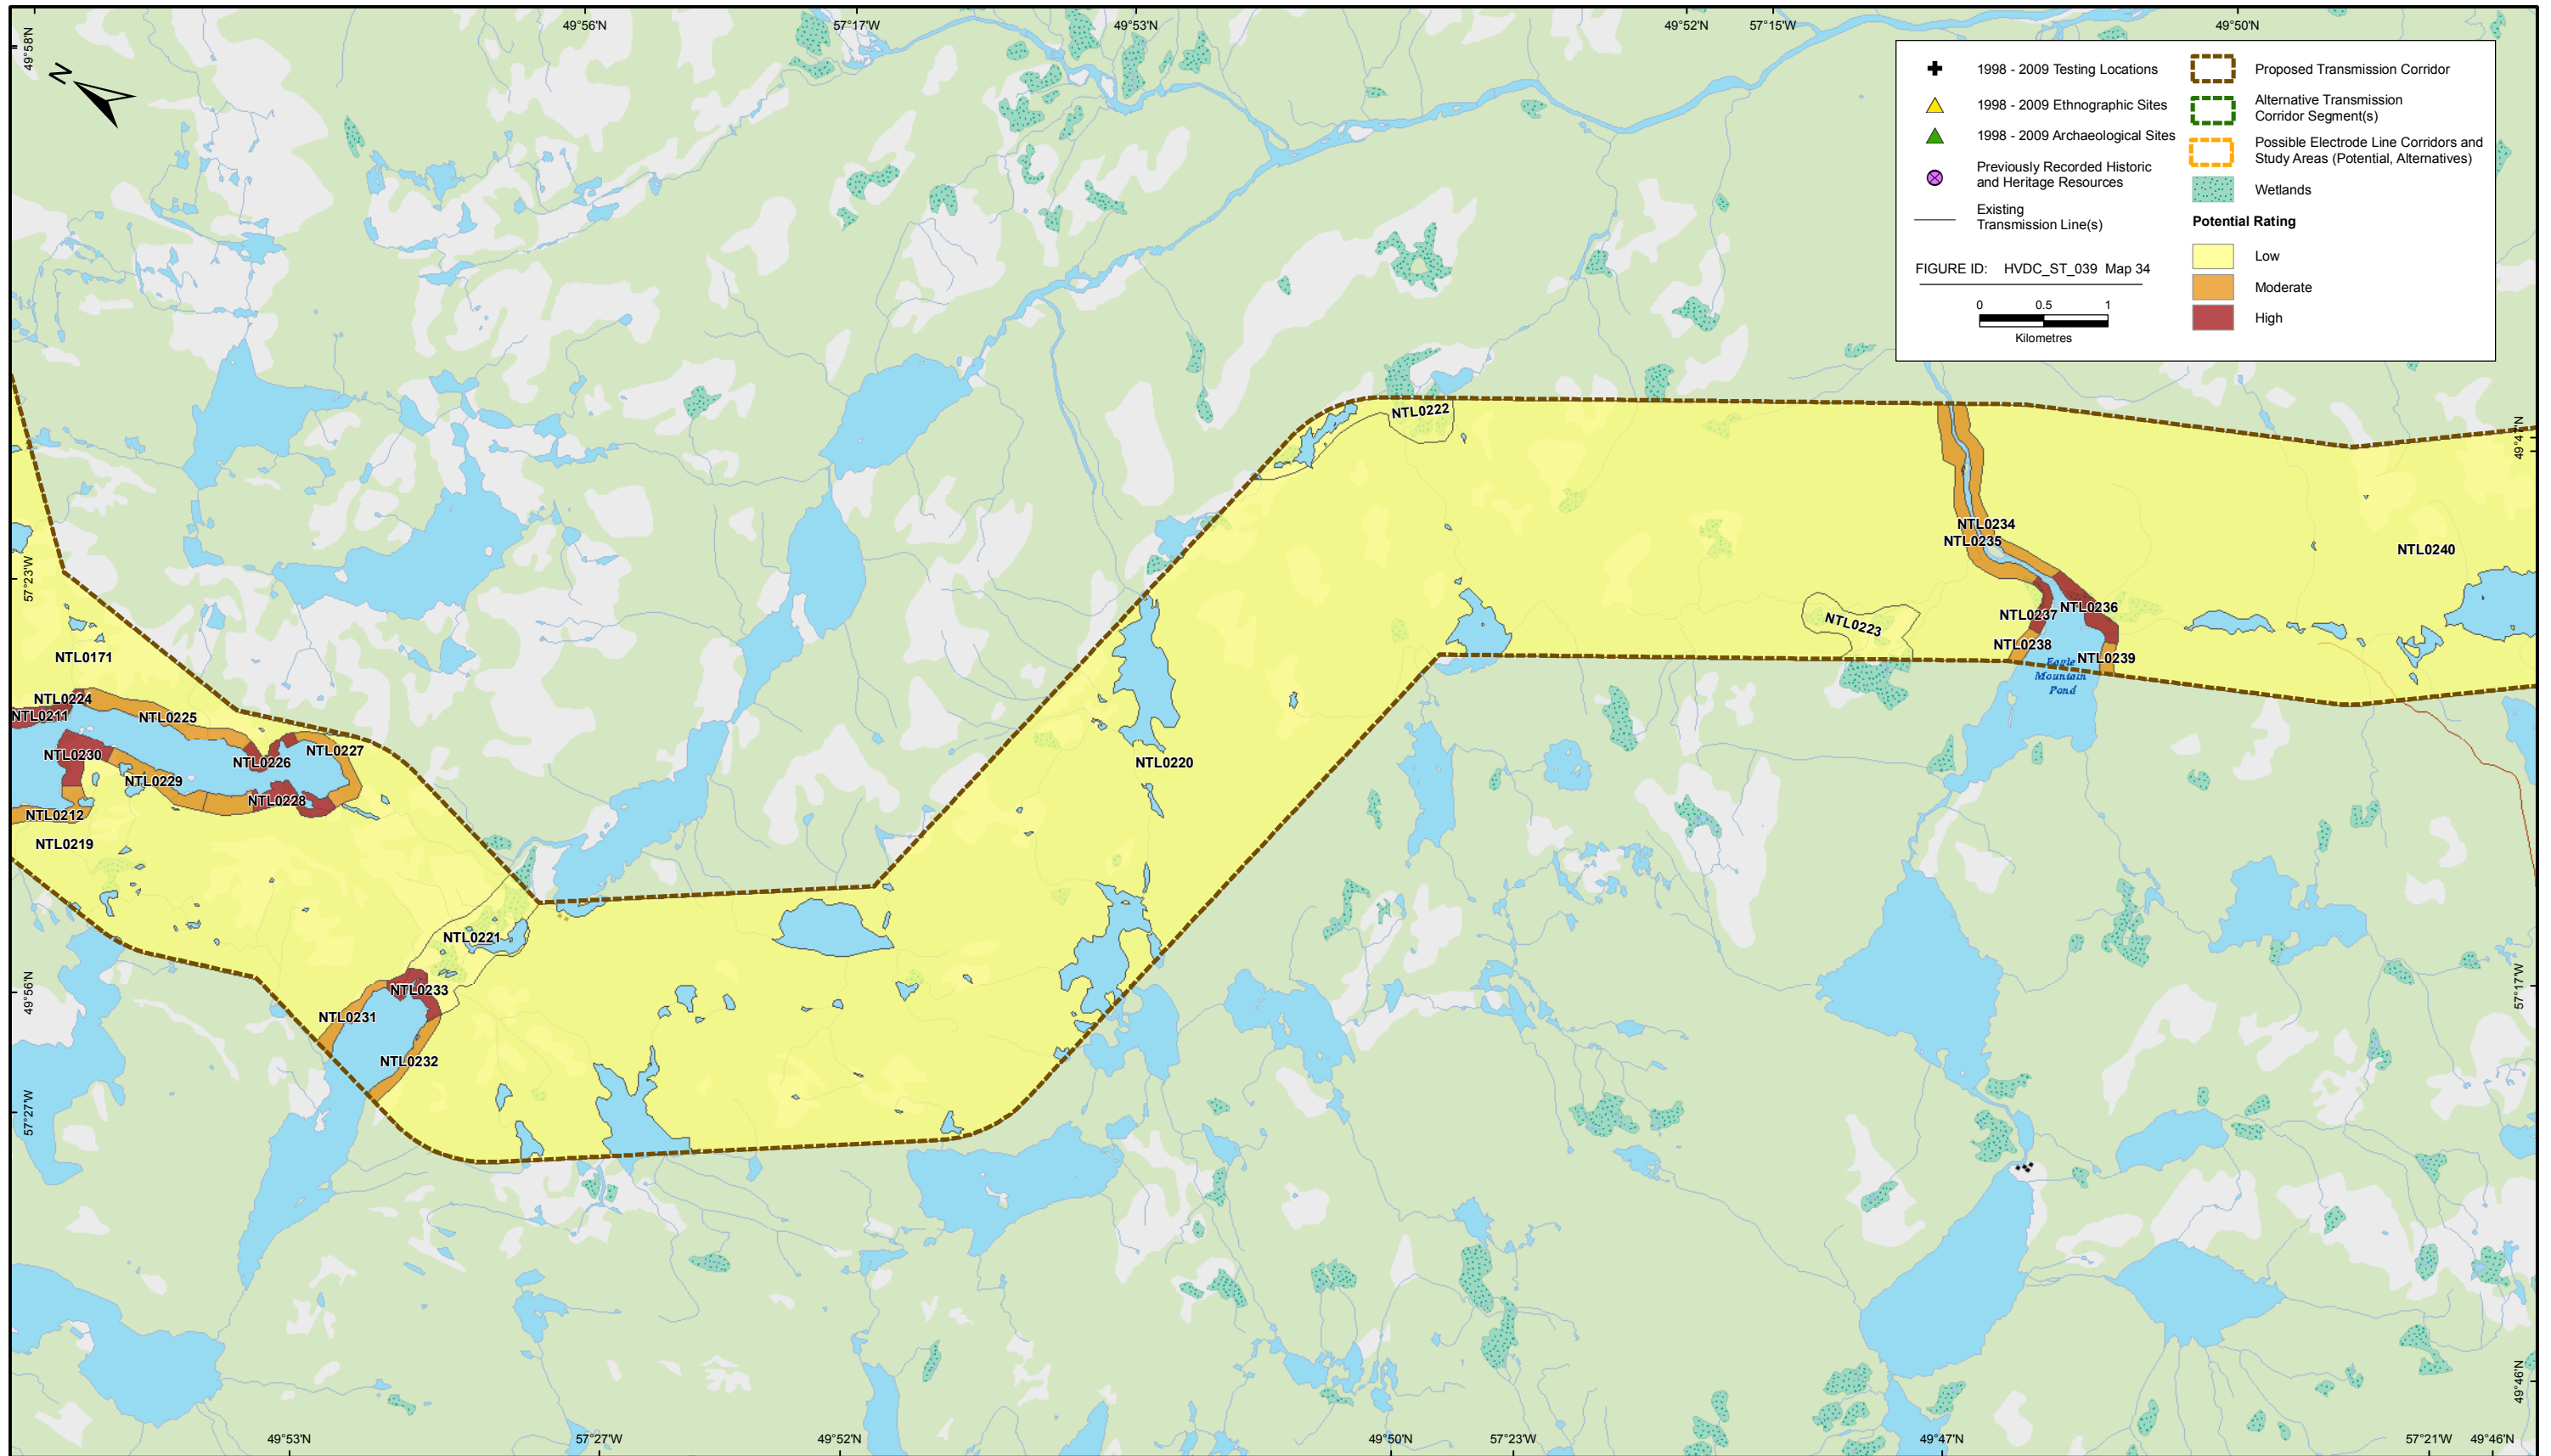 49°56'N
57°17'W
49°53'N
49°52'N
57°15'W
49°50'N
49°58'N
N
1998 - 2009 Testing Locations
1998 - 2009 Ethnographic Sites
1998 - 2009 Archaeological Sites
Previously Recorded Historic
and Heritage Resources
Existing
Transmission Line(s)
FIGURE ID: HVDC_ST_039 Map 34
0 0.5 1
Kilometres
Proposed Transmission Corridor
Alternative Transmission
Corridor Segment(s)
Possible Electrode Line Corridors and
Study Areas (Potential, Alternatives)
Wetlands
Potential Rating
Low
Moderate
High
NTL0222
49°47'N
NTL0234
NTL0235
NTL0240
57°23'W
NTL0237
NTL0236
NTL0223
NTL0238
NTL0239
Eagle
Mountain
Pond
NTL0171
NTL0224
NTL0211
NTL0225
NTL0230
NTL0226
NTL0227
NTL0229
NTL0228
NTL0212
NTL0219
NTL0220
NTL0221
NTL0233
NTL0231
NTL0232
49°56'N
57°17'W
57°27'W
49°46'N
49°53'N
57°27'W
49°52'N
49°50'N
57°23'W
49°47'N
57°21'W
49°46'N